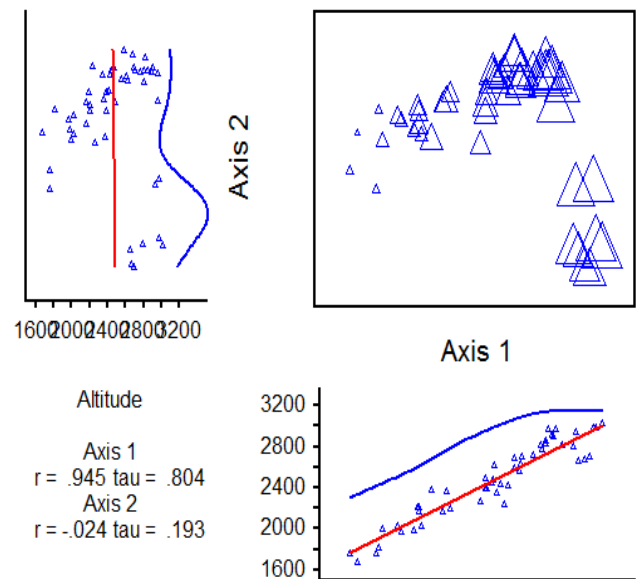 Axis 2
1600 2000 2400 2800 3200
Axis 1
Altitude
Axis 1
r = .945 tau = .804
Axis 2
r = -.024 tau = .193
3200
2800
2400
2000
1600